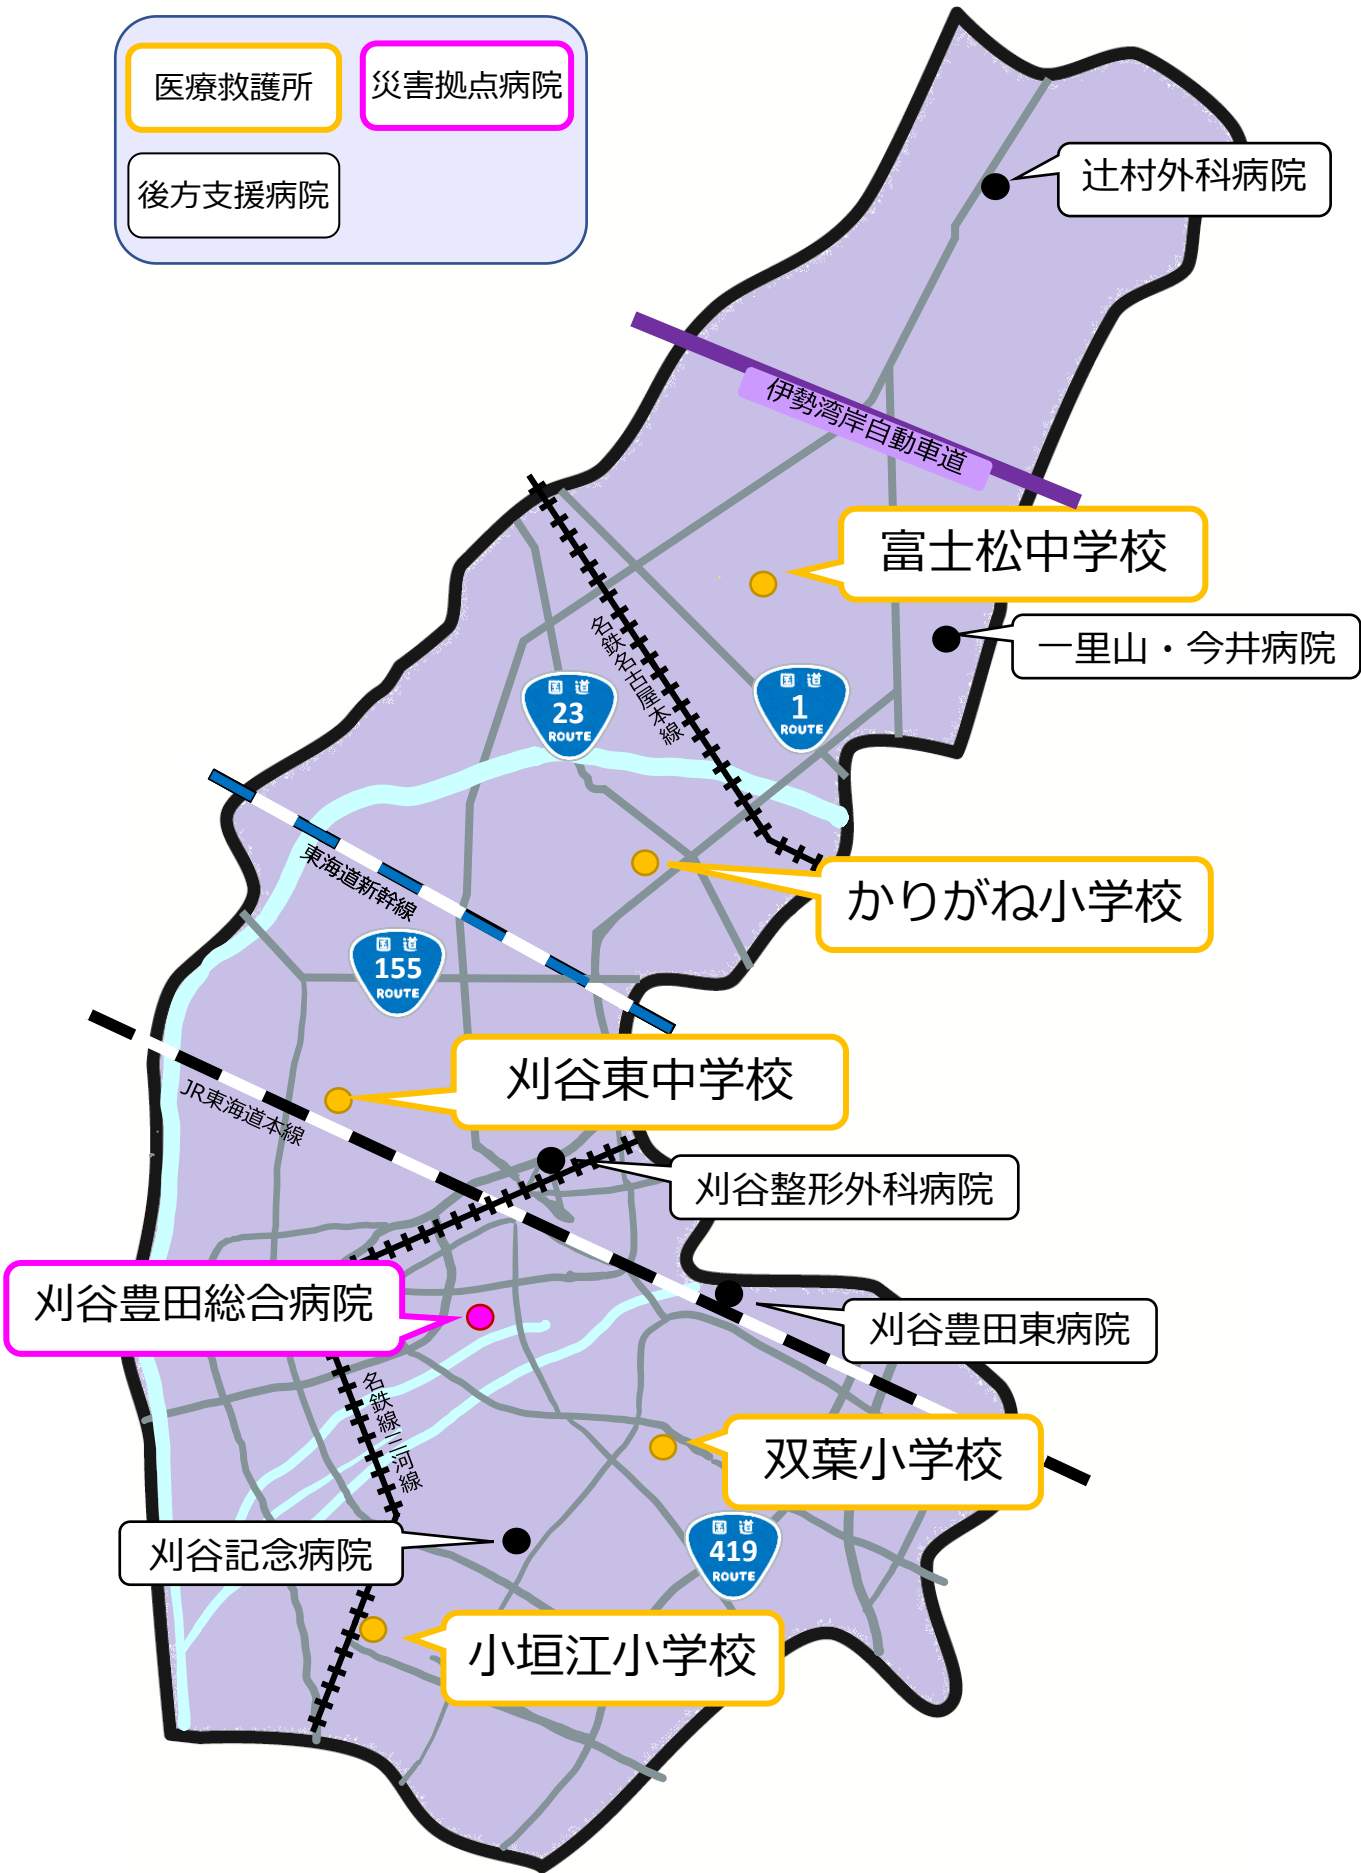 医療救護所
災害拠点病院
後方支援病院
辻村外科病院
伊勢湾岸自動車道
富士松中学校
一里山・今井病院
名鉄名古屋本線
国道
23
ROUTE
国道
1
ROUTE
東海道新幹線
かりがね小学校
国道
155
ROUTE
刈谷東中学校
JR東海道本線
刈谷整形外科病院
刈谷豊田総合病院
刈谷豊田東病院
名鉄線三河線
双葉小学校
刈谷記念病院
国道
419
ROUTE
小垣江小学校